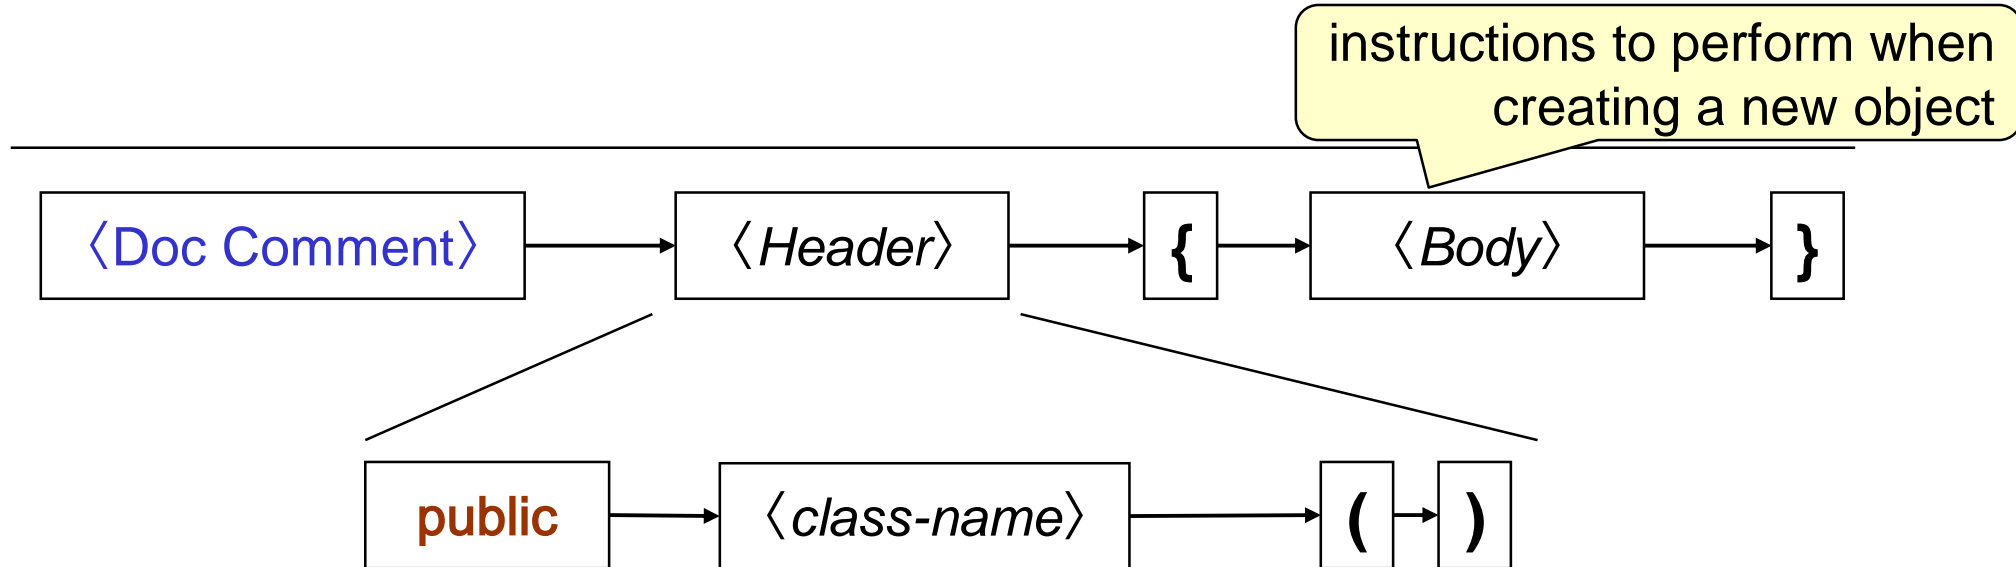 instructions to perform when
creating a new object
〈Doc Comment〉 〈Header〉 { 〈Body〉 }
public 〈class-name〉 ( )